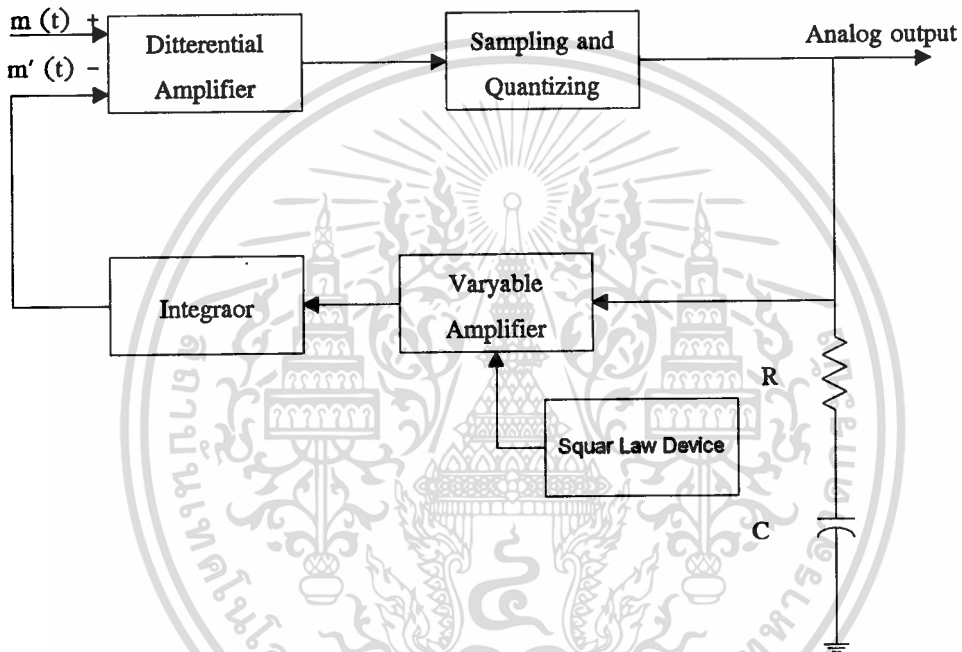 m (t) +
m' (t) −
Ditterential
Amplifier
Sampling and
Quantizing
Analog output
Integraor
Varyable
Amplifier
Squar Law Device
R
C